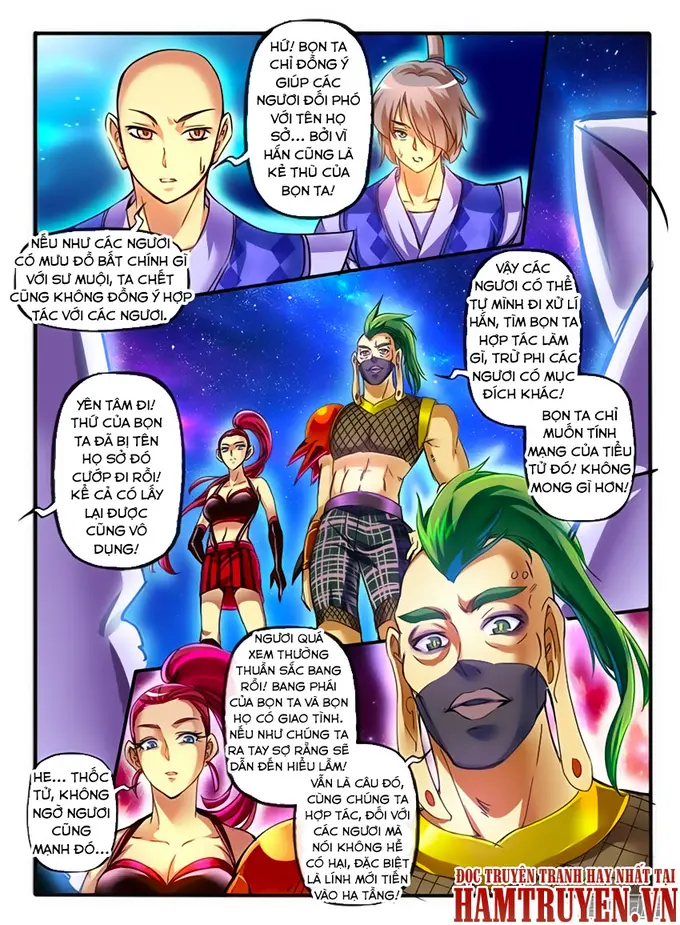 HỨ! BỌN TA
CHỈ ĐỒNG Ý
GIÚP CÁC
NGƯƠI ĐỐI PHÓ
VỚI TÊN HỌ
SỞ... BỞI VÌ
HẮN CŨNG LÀ
KẺ THÙ CỦA
BỌN TA!
NẾU NHƯ CÁC NGƯƠI
CÓ MƯU ĐỒ BẤT CHÍNH GÌ
VỚI SƯ MUỘI, TA CHẾT
CŨNG KHÔNG ĐỒNG Ý HỢP
TÁC VỚI CÁC NGƯƠI.
VẬY CÁC
NGƯƠI CÓ THỂ
TỰ MÌNH ĐI XỬ LÍ
HẮN, TÌM BỌN TA
HỢP TÁC LÀM
GÌ, TRỪ PHI CÁC
NGƯƠI CÓ MỤC
ĐÍCH KHÁC!
BỌN TA CHỈ
MUỐN TÍNH
MẠNG CỦA TIỂU
TỬ ĐÓ! KHÔNG
MONG GÌ HƠN!
YÊN TÂM ĐI!
THỨ CỦA BỌN
TA ĐÃ BỊ TÊN
HỌ SỞ ĐÓ
CƯỚP ĐI RỒI!
KỂ CẢ CÓ LẤY
LẠI ĐƯỢC
CŨNG VÔ
DỤNG!
NGƯƠI QUÁ
XEM THƯỜNG
THUẦN SẮC BANG
RỒI! BANG PHÁI
CỦA BỌN TA VÀ BỌN
HỌ CÓ GIAO TÌNH.
NẾU NHƯ CHÚNG TA
RA TAY SỢ RẰNG SẼ
DẪN ĐẾN HIỂU LẦM!
HE... THỐC
TỬ, KHÔNG
NGỜ NGƯƠI
CŨNG
MẠNH ĐÓ...
VẪN LÀ CÂU ĐÓ,
CÙNG CHÚNG TA
HỢP TÁC, ĐỐI VỚI
CÁC NGƯƠI MÀ
NÓI KHÔNG HỀ
CÓ HẠI, ĐẶC BIỆT
LÀ LÍNH MỚI TIẾN
VÀO HẠ TẦNG!
ĐỌC TRUYỆN TRANH HAY NHẤT TẠI
HAMTRUYEN.VN